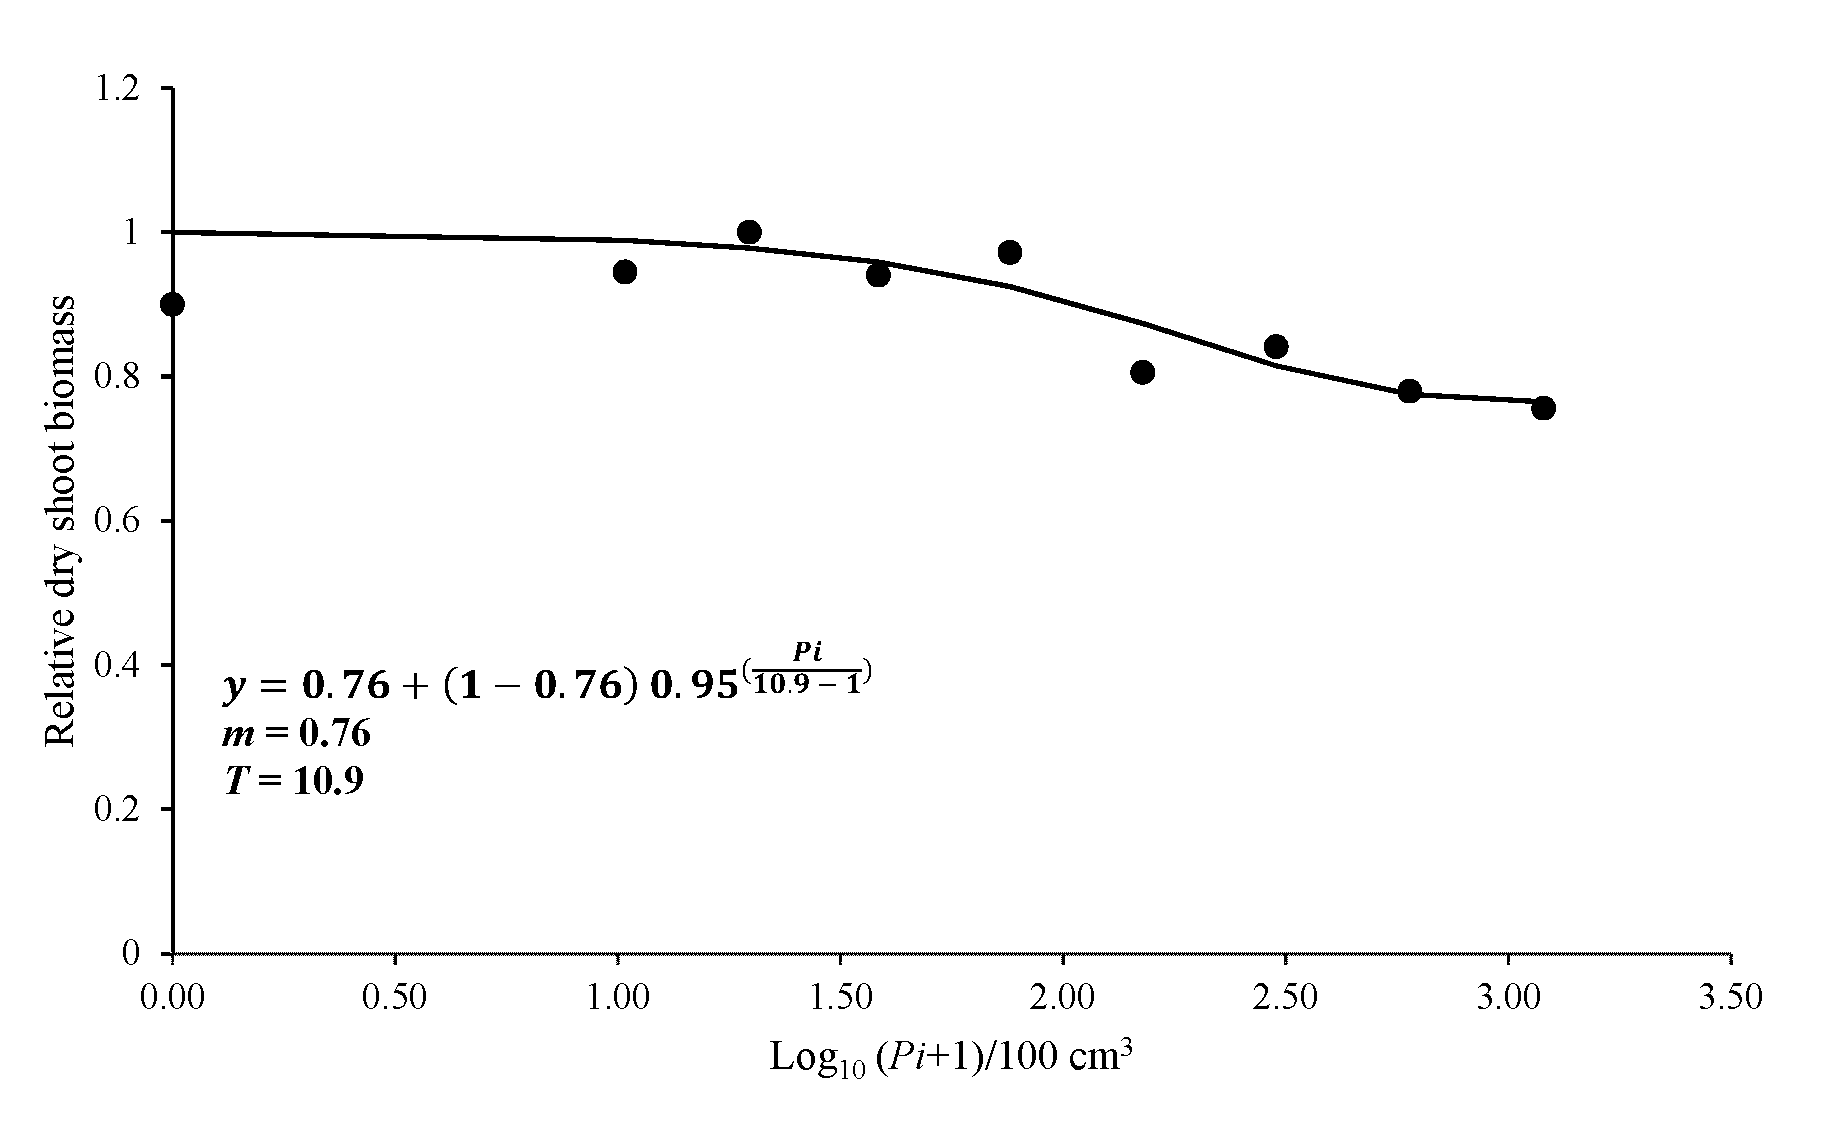 1.2
1
0.8
0.6
0.4
0.2
0
Relative dry shoot biomass
y = 0.76 + (1 − 0.76) 0.95^(Pi/10.9 − 1)
m = 0.76
T = 10.9
0.00 0.50 1.00 1.50 2.00 2.50 3.00 3.50
Log₁₀ (Pi+1)/100 cm³